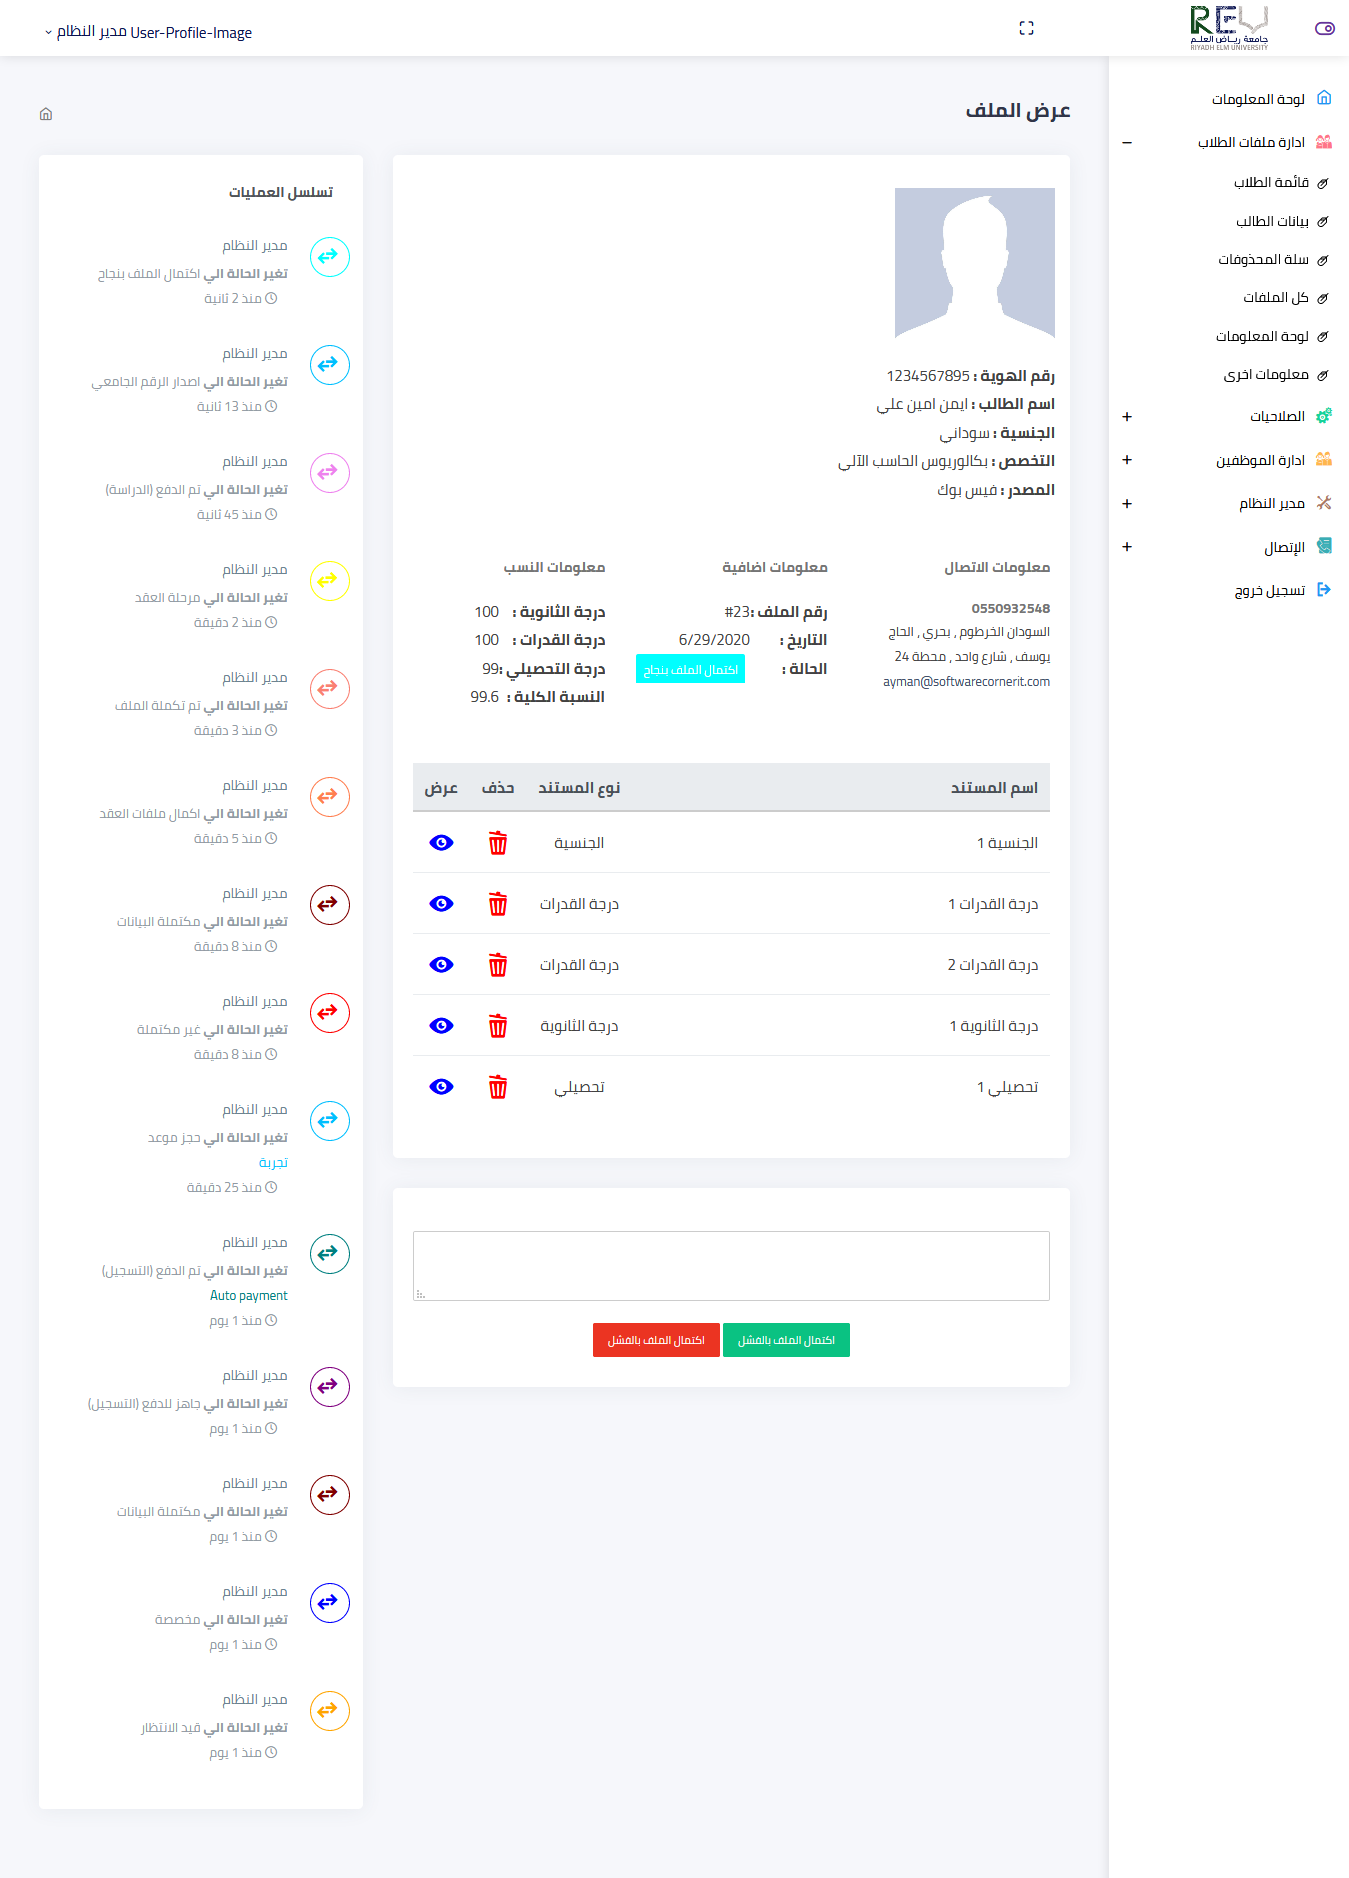 REU
جامعة رياض العلم
RIYADH ELM UNIVERSITY
User-Profile-Image مدير النظام
لوحة المعلومات
ادارة ملفات الطلاب
قائمة الطلاب
بيانات الطالب
سلة المحذوفات
كل الملفات
لوحة المعلومات
معلومات اخرى
الصلاحيات
ادارة الموظفين
مدير النظام
الإتصال
تسجيل خروج
عرض الملف
رقم الهوية : 1234567895
اسم الطالب : ايمن امين علي
الجنسية : سوداني
التخصص : بكالوريوس الحاسب الآلي
المصدر : فيس بوك
معلومات الاتصال
0550932548
السودان الخرطوم , بحري , الحاج
يوسف , شارع واحد , محطة 24
ayman@softwarecornerit.com
معلومات اضافية
رقم الملف :23#
التاريخ : 6/29/2020
الحالة : اكتمال الملف بنجاح
معلومات النسب
درجة الثانوية : 100
درجة القدرات : 100
درجة التحصيلي :99
النسبة الكلية : 99.6
اسم المستند نوع المستند حذف عرض
الجنسية 1 الجنسية
درجة القدرات 1 درجة القدرات
درجة القدرات 2 درجة القدرات
درجة الثانوية 1 درجة الثانوية
تحصيلي 1 تحصيلي
اكتمال الملف بالفشل اكتمال الملف بالفشل
تسلسل العمليات
مدير النظام
تغير الحالة الي اكتمال الملف بنجاح
منذ 2 ثانية
مدير النظام
تغير الحالة الي اصدار الرقم الجامعي
منذ 13 ثانية
مدير النظام
تغير الحالة الي تم الدفع (الدراسة)
منذ 45 ثانية
مدير النظام
تغير الحالة الي مرحلة العقد
منذ 2 دقيقة
مدير النظام
تغير الحالة الي تم تكملة الملف
منذ 3 دقيقة
مدير النظام
تغير الحالة الي اكمال ملفات العقد
منذ 5 دقيقة
مدير النظام
تغير الحالة الي مكتملة البيانات
منذ 8 دقيقة
مدير النظام
تغير الحالة الي غير مكتملة
منذ 8 دقيقة
مدير النظام
تغير الحالة الي حجز موعد
تجربة
منذ 25 دقيقة
مدير النظام
تغير الحالة الي تم الدفع (التسجيل)
Auto payment
منذ 1 يوم
مدير النظام
تغير الحالة الي جاهز للدفع (التسجيل)
منذ 1 يوم
مدير النظام
تغير الحالة الي مكتملة البيانات
منذ 1 يوم
مدير النظام
تغير الحالة الي مخصصة
منذ 1 يوم
مدير النظام
تغير الحالة الي قيد الانتظار
منذ 1 يوم